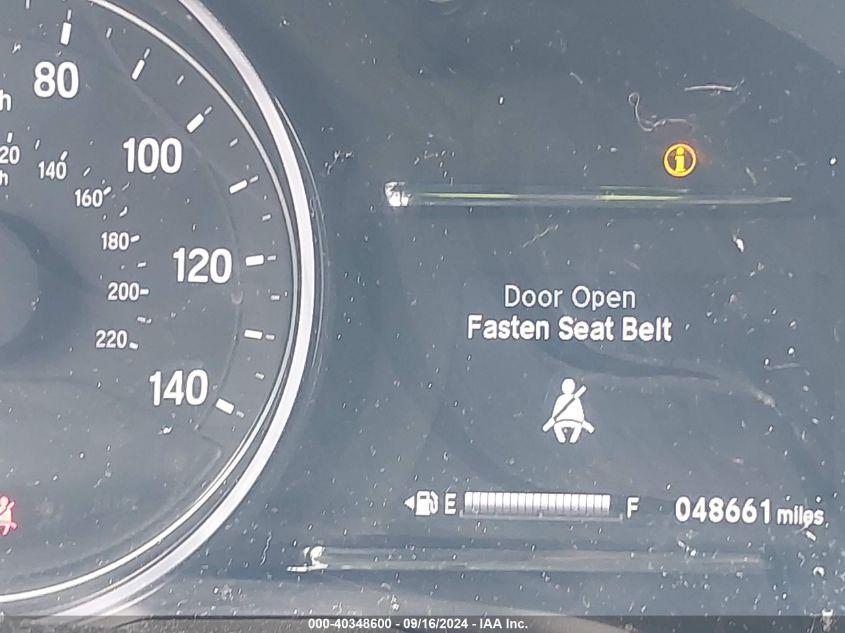 80
h
100
20
h
140
160
180
120
200
220
140
Door Open
Fasten Seat Belt
E
F
048661 miles
000-40348600 - 09/16/2024 - IAA Inc.